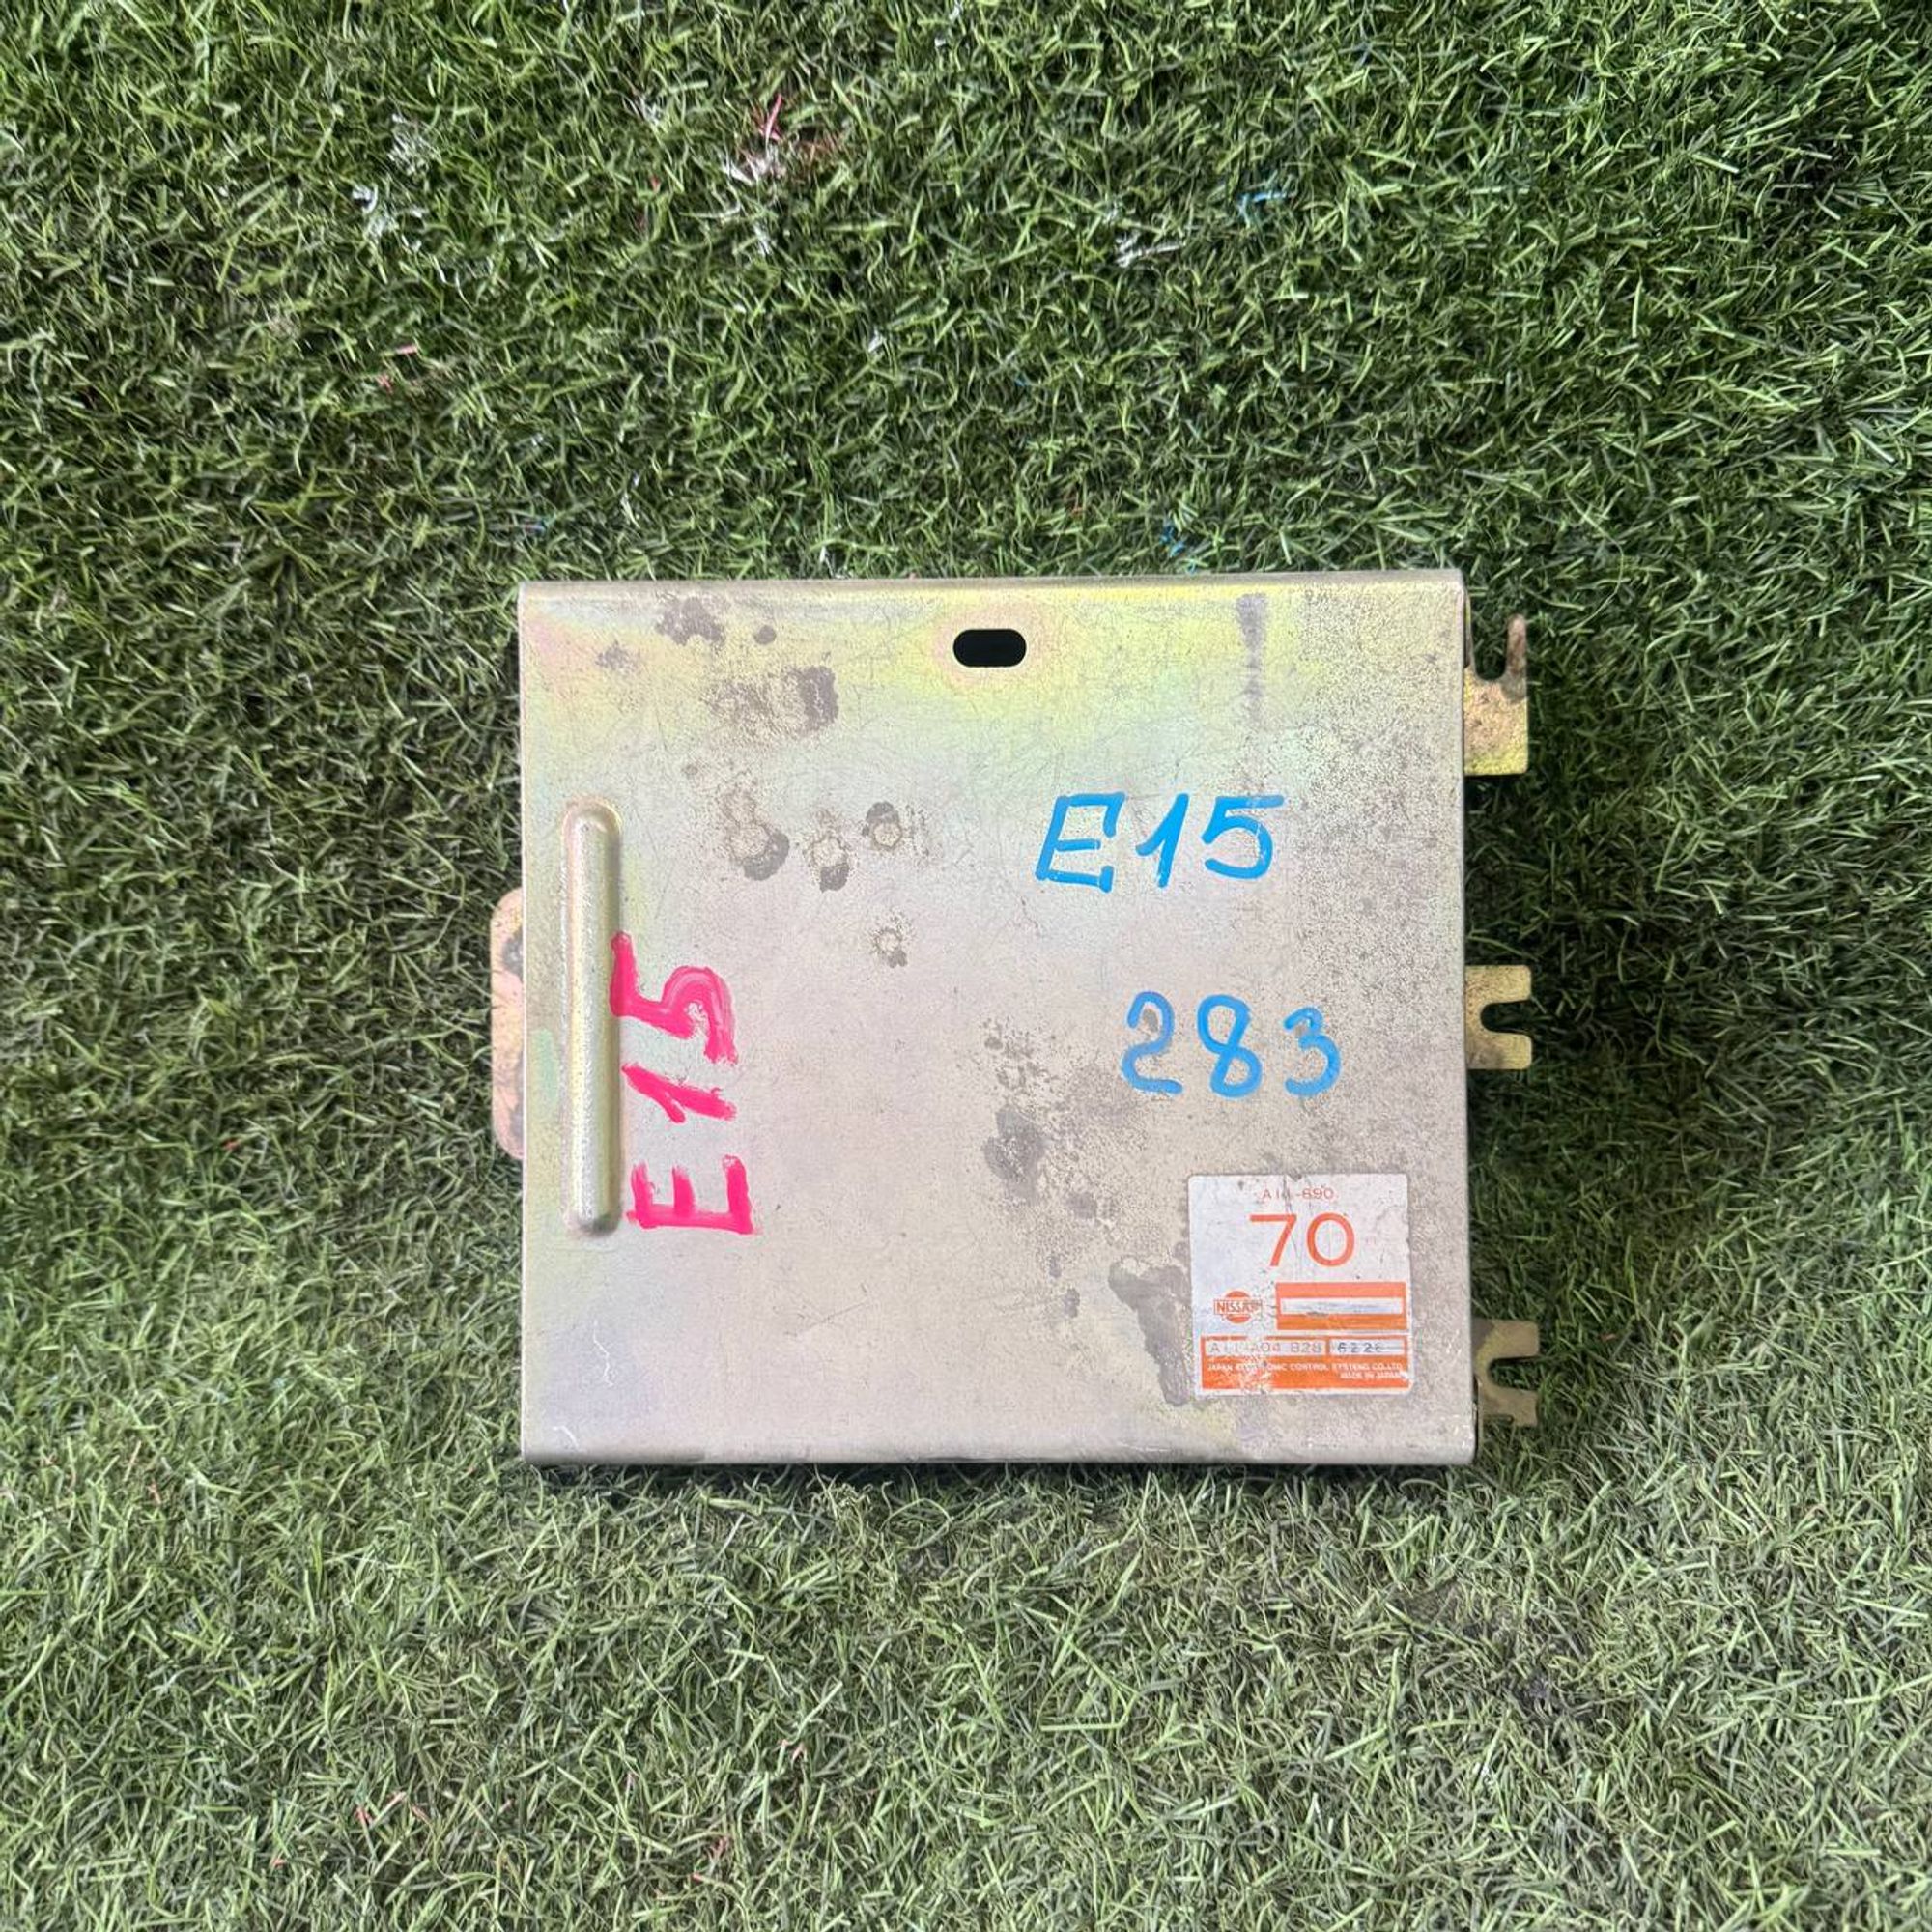 E15
283
E15
70
NISSAN
JAPAN ELECTRONIC CONTROL SYSTEMS CO.,LTD.
MADE IN JAPAN